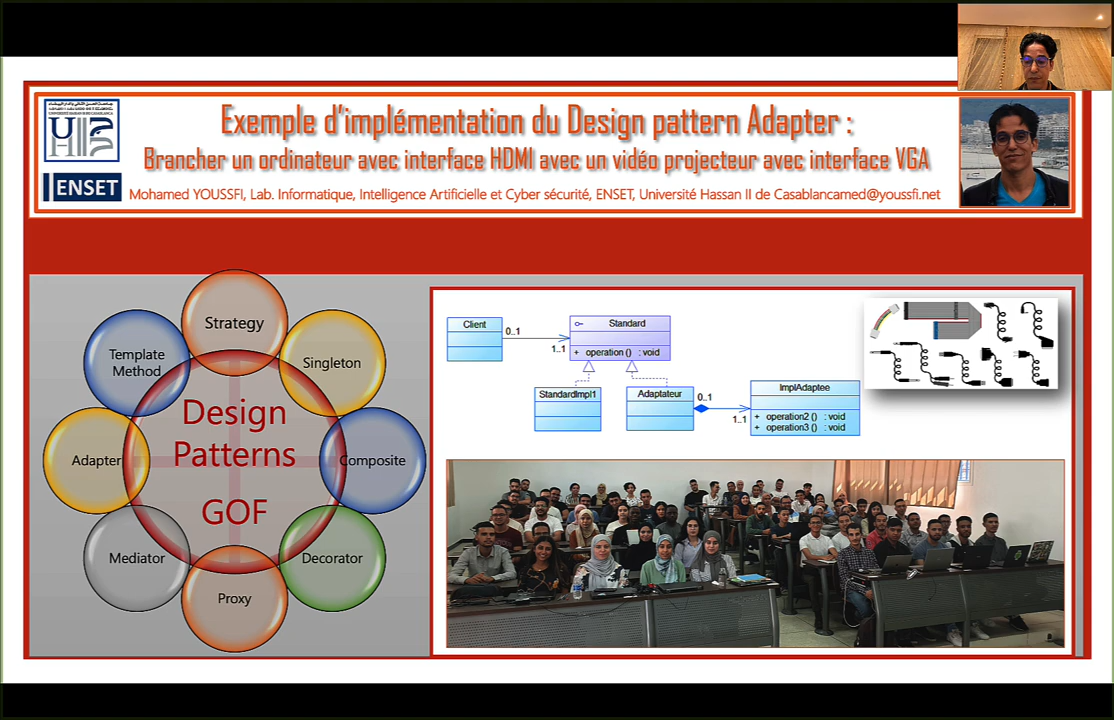 Exemple d'implémentation du Design pattern Adapter :
Brancher un ordinateur avec interface HDMI avec un vidéo projecteur avec interface VGA
ENSET
Mohamed YOUSSFI, Lab. Informatique, Intelligence Artificielle et Cyber sécurité, ENSET, Université Hassan II de Casablancamed@youssfi.net
Strategy
Template
Method
Singleton
Design
Patterns
GOF
Adapter
Composite
Mediator
Decorator
Proxy
Client
0..1
1..1
Standard
+ operation () : void
StandardImpl1
Adaptateur
0..1
1..1
ImplAdaptee
+ operation2 () : void
+ operation3 () : void